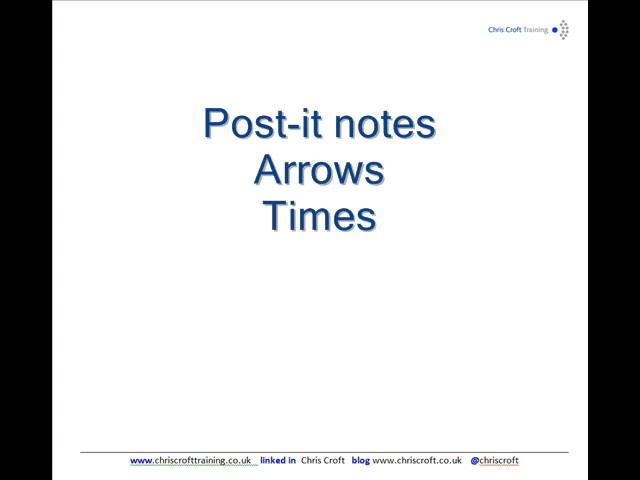 Chris Croft Training
Post-it notes
Arrows
Times
www.chriscrofttraining.co.uk linked in Chris Croft blog www.chriscroft.co.uk @chriscroft